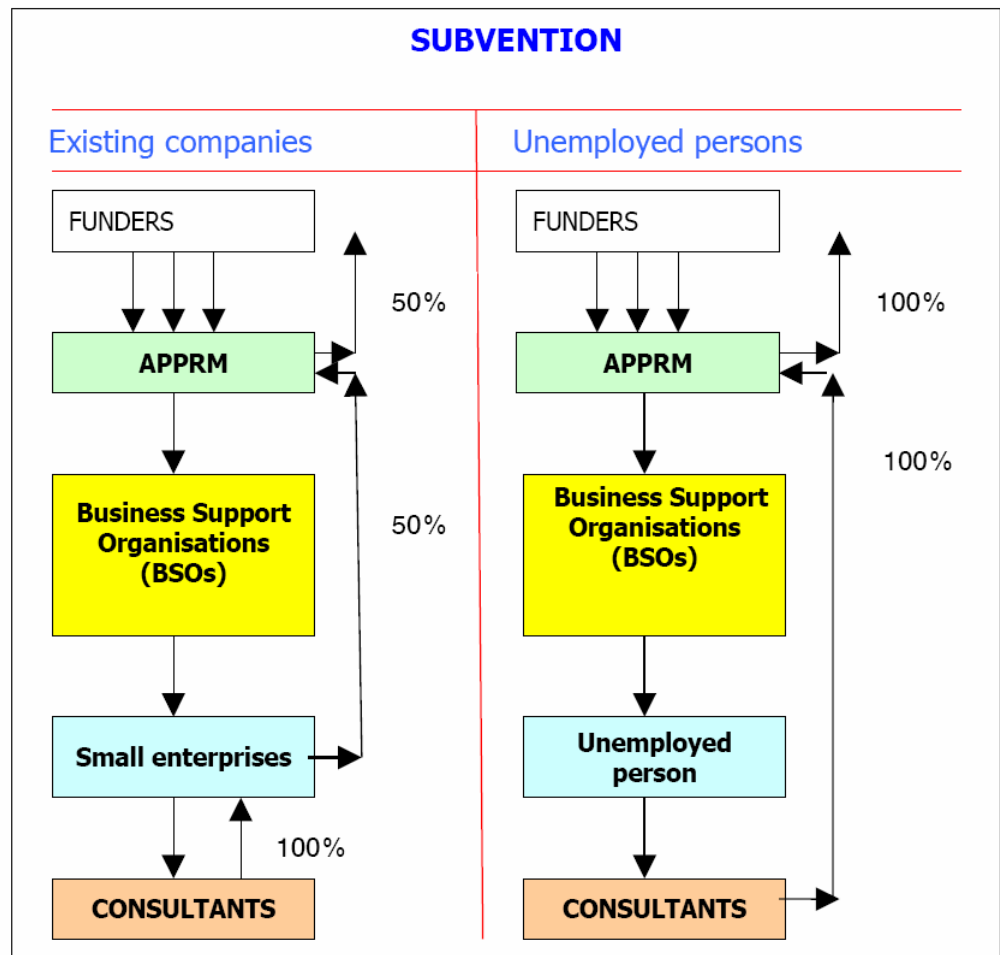 SUBVENTION
Existing companies
Unemployed persons
FUNDERS
50%
APPRM
Business Support
Organisations
(BSOs)
50%
Small enterprises
100%
CONSULTANTS
FUNDERS
100%
APPRM
100%
Business Support
Organisations
(BSOs)
Unemployed
person
CONSULTANTS